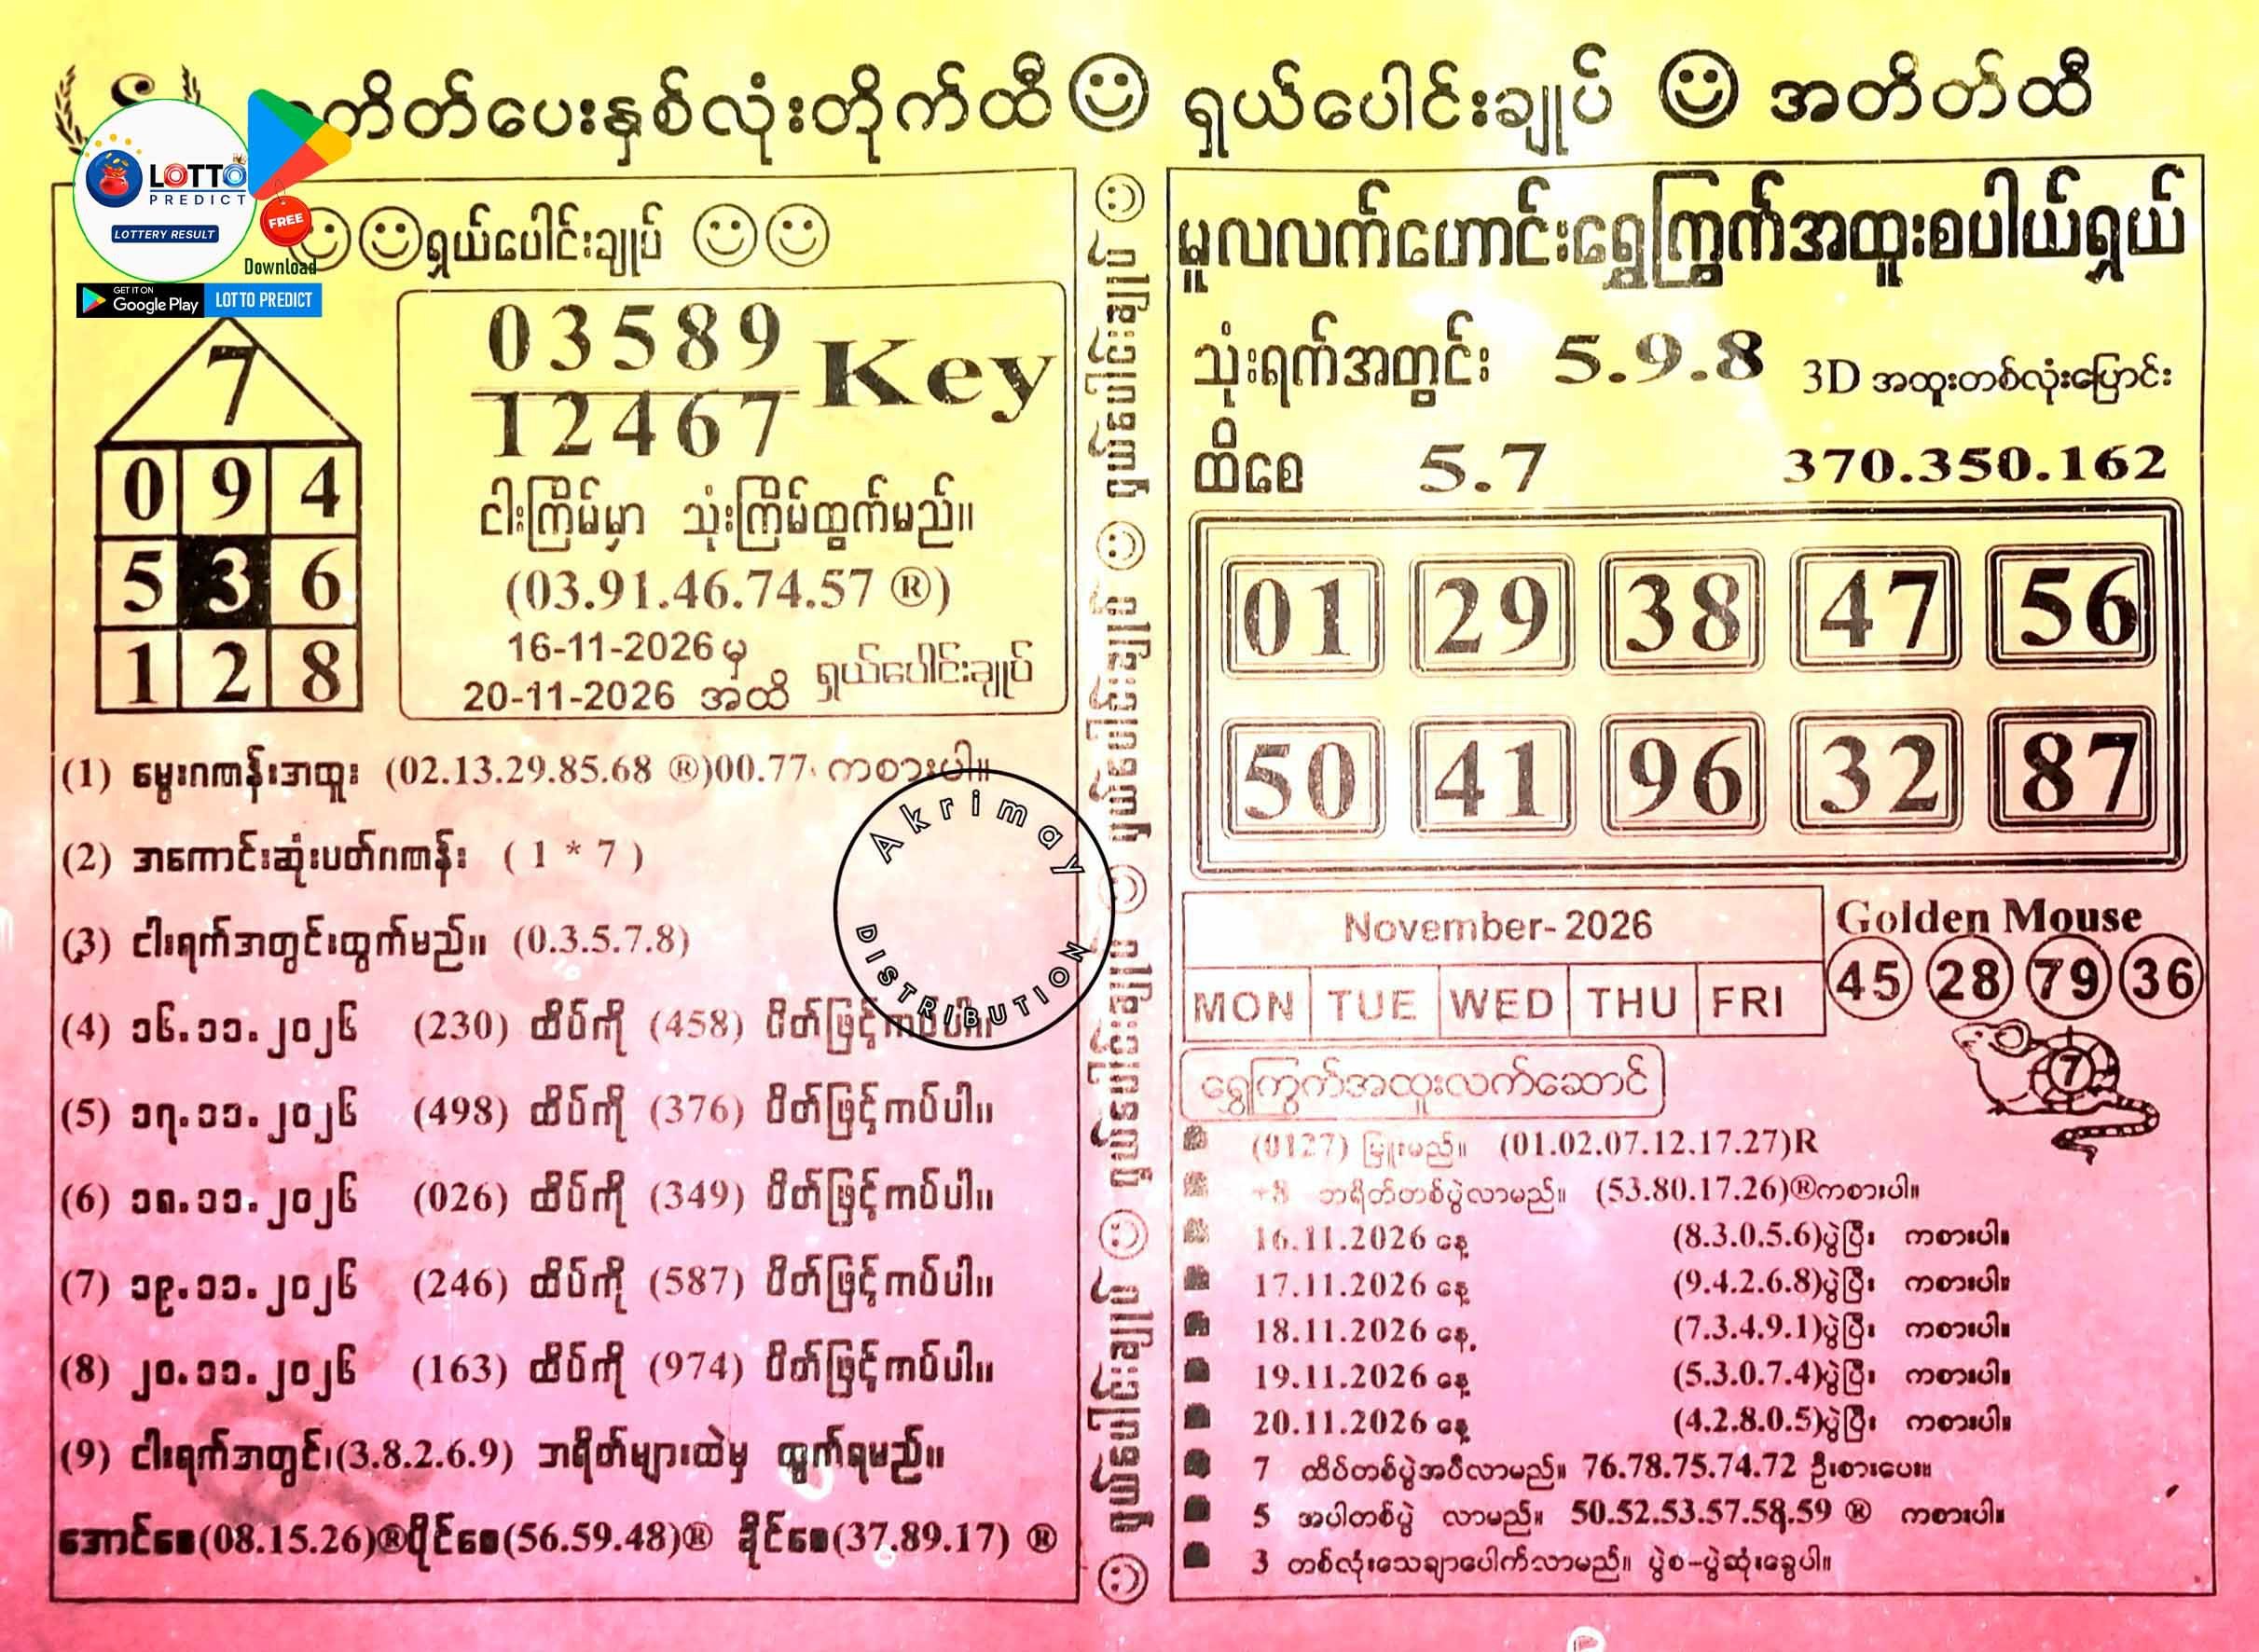 တိတ်ပေးနှစ်လုံးတိုက်ထီ ရှယ်ပေါင်းချုပ် အတိတ်ထီ
LOTTO
PREDICT
LOTTERY RESULT
FREE
Download
GET IT ON
Google Play
LOTTO PREDICT
ရှယ်ပေါင်းချုပ်
7
0 9 4
5 3 6
1 2 8
03589
12467
Key
ငါးကြိမ်မှာ သုံးကြိမ်ထွက်မည်။
(03.91.46.74.57 ®)
16-11-2026 မှ
20-11-2026 အထိ ရှယ်ပေါင်းချုပ်
(1) မွေးဂဏန်းအထူး (02.13.29.85.68 ®)00.77 ကစားပါ။
(2) အကောင်းဆုံးပတ်ဂဏန်း ( 1 * 7 )
(3) ငါးရက်အတွင်းထွက်မည်။ (0.3.5.7.8)
(4) ၁၆.၁၁.၂၀၂၆ (230) ထိပ်ကို (458) ပိတ်ဖြင့်ကပ်ပါ။
(5) ၁၇.၁၁.၂၀၂၆ (498) ထိပ်ကို (376) ပိတ်ဖြင့်ကပ်ပါ။
(6) ၁၈.၁၁.၂၀၂၆ (026) ထိပ်ကို (349) ပိတ်ဖြင့်ကပ်ပါ။
(7) ၁၉.၁၁.၂၀၂၆ (246) ထိပ်ကို (587) ပိတ်ဖြင့်ကပ်ပါ။
(8) ၂၀.၁၁.၂၀၂၆ (163) ထိပ်ကို (974) ပိတ်ဖြင့်ကပ်ပါ။
(9) ငါးရက်အတွင်း(3.8.2.6.9) ဘရိတ်များထဲမှ ထွက်ရမည်။
အောင်စေ(08.15.26)®ပိုင်စေ(56.59.48)® ခိုင်စေ(37.89.17) ®
Akrimay
DISTRIBUTION
ရှယ်ပေါင်းချုပ်
ရှယ်ပေါင်းချုပ်
ရှယ်ပေါင်းချုပ်
ရှယ်ပေါင်းချုပ်
မူလလက်ဟောင်းရွှေကြွက်အထူးစပါယ်ရှယ်
သုံးရက်အတွင်း 5.9.8 3D အထူးတစ်လုံးပြောင်း
ထိစေ 5.7 370.350.162
01 29 38 47 56
50 41 96 32 87
November- 2026
MON TUE WED THU FRI
Golden Mouse
45 28 79 36
7
ရွှေကြွက်အထူးလက်ဆောင်
(0127) မြူးမည်။ (01.02.07.12.17.27)R
+8 ဘရိတ်တစ်ပွဲလာမည်။ (53.80.17.26)®ကစားပါ။
16.11.2026 နေ့ (8.3.0.5.6)ပွဲပြီး ကစားပါ။
17.11.2026 နေ့ (9.4.2.6.8)ပွဲပြီး ကစားပါ။
18.11.2026 နေ့ (7.3.4.9.1)ပွဲပြီး ကစားပါ။
19.11.2026 နေ့ (5.3.0.7.4)ပွဲပြီး ကစားပါ။
20.11.2026 နေ့ (4.2.8.0.5)ပွဲပြီး ကစားပါ။
7 ထိပ်တစ်ပွဲအပီလာမည်။ 76.78.75.74.72 ဦးစားပေး။
5 အပါတစ်ပွဲ လာမည်။ 50.52.53.57.58.59 ® ကစားပါ။
3 တစ်လုံးသေချာပေါက်လာမည်။ ပွဲစ-ပွဲဆုံးခွေပါ။